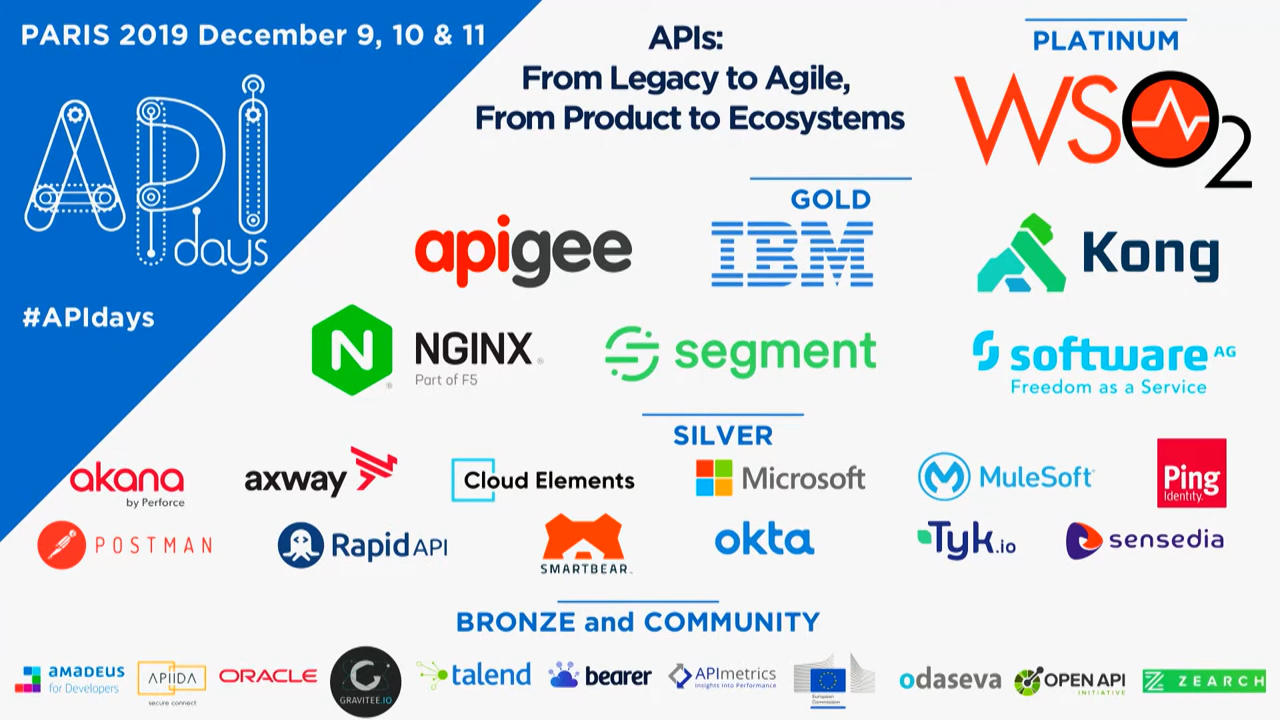 PARIS 2019 December 9, 10 & 11
API
days
#APIdays
APIs:
From Legacy to Agile,
From Product to Ecosystems
PLATINUM
WSO2
GOLD
apigee
IBM
Kong
N NGINX®
Part of F5
segment
software AG
Freedom as a Service
SILVER
akana
by Perforce
axway
Cloud Elements
Microsoft
MuleSoft
Ping
Identity.
POSTMAN
Rapid API
SMARTBEAR™
okta
Tyk.io
sensedia
BRONZE and COMMUNITY
amadeus
for Developers
APIIDA
secure connect
ORACLE
GRAVITEE.IO
talend
bearer
APImetrics
Insights into Performance
European
Commission
odaseva
OPEN API
INITIATIVE
ZEARCH